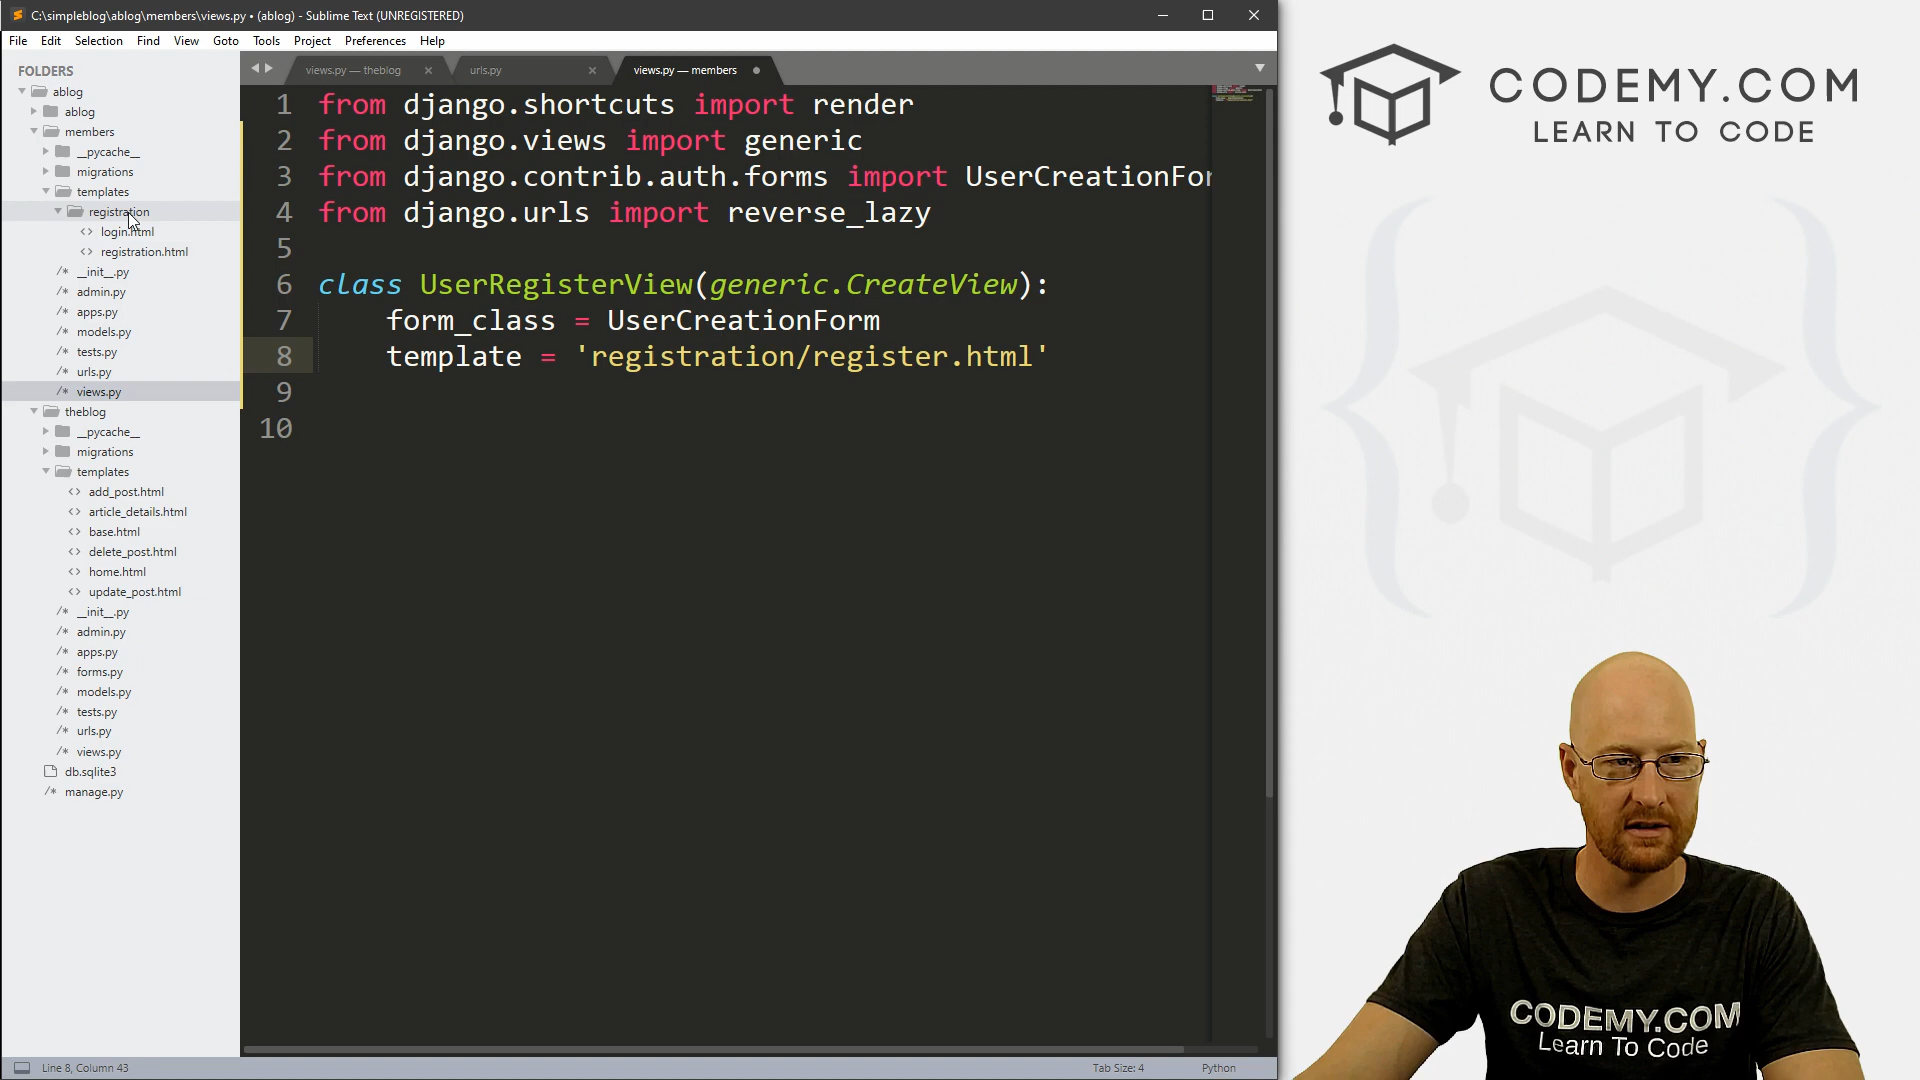 C:\simpleblog\ablog\members\views.py • (ablog) - Sublime Text (UNREGISTERED)
File Edit Selection Find View Goto Tools Project Preferences Help
FOLDERS
ablog
ablog
members
__pycache__
migrations
templates
registration
login.html
registration.html
__init__.py
admin.py
apps.py
models.py
tests.py
urls.py
views.py
theblog
__pycache__
migrations
templates
add_post.html
article_details.html
base.html
delete_post.html
home.html
update_post.html
__init__.py
admin.py
apps.py
forms.py
models.py
tests.py
urls.py
views.py
db.sqlite3
manage.py
views.py — theblog
urls.py
views.py — members
1 from django.shortcuts import render
2 from django.views import generic
3 from django.contrib.auth.forms import UserCreationFor
4 from django.urls import reverse_lazy
5
6 class UserRegisterView(generic.CreateView):
7 form_class = UserCreationForm
8 template = 'registration/register.html'
9
10
Line 8, Column 43
Tab Size: 4
Python
CODEMY.COM
LEARN TO CODE
CODEMY.COM
Learn To Code